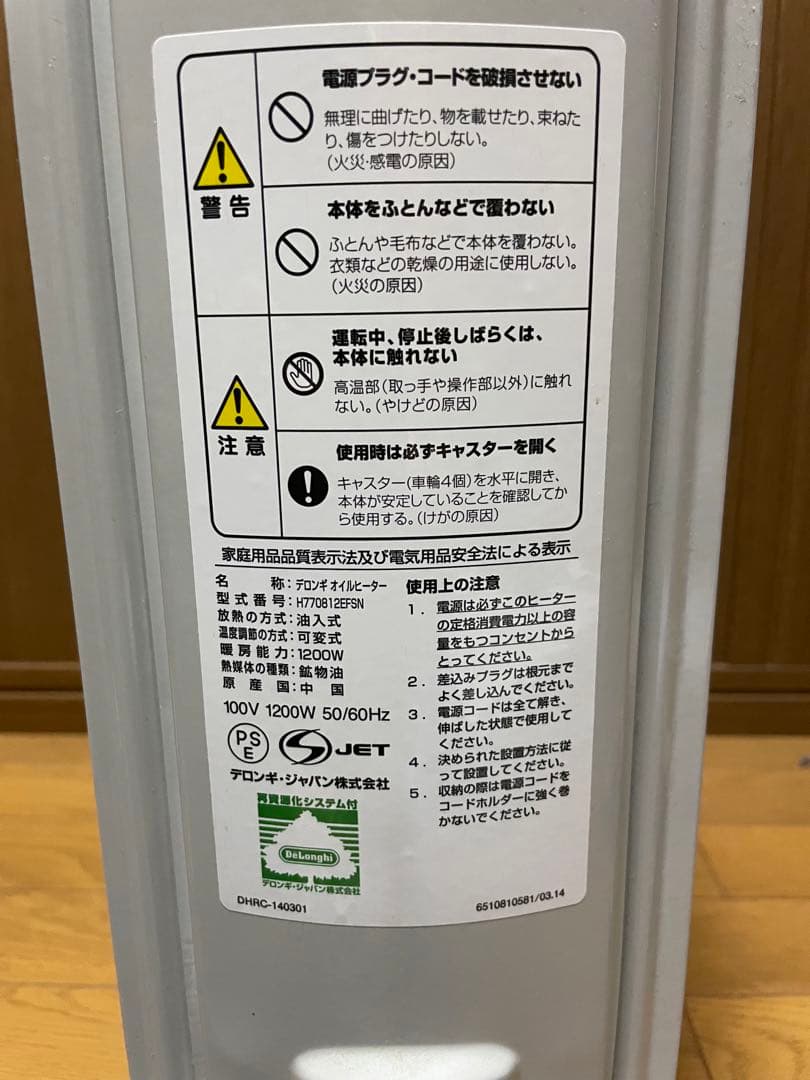 電源プラグ・コードを破損させない
無理に曲げたり、物を載せたり、束ねた
り、傷をつけたりしない。
(火災・感電の原因)
警告
本体をふとんなどで覆わない
ふとんや毛布などで本体を覆わない。
衣類などの乾燥の用途に使用しない。
(火災の原因)
運転中、停止後しばらくは、
本体に触れない
高温部(取っ手や操作部以外)に触れ
ない。(やけどの原因)
注意
使用時は必ずキャスターを開く
キャスター(車輪4個)を水平に開き、
本体が安定していることを確認してか
ら使用する。(けがの原因)
家庭用品品質表示法及び電気用品安全法による表示
名称:デロンギ オイルヒーター
型式番号:H770812EFSN
放熱の方式:油入式
温度調節の方式:可変式
暖房能力:1200W
熱媒体の種類:鉱物油
原産国:中国
100V 1200W 50/60Hz
PS
E
JET
デロンギ・ジャパン株式会社
再資源化システム付
DeLonghi
デロンギ・ジャパン株式会社
DHRC-140301
使用上の注意
1. 電源は必ずこのヒーター
の定格消費電力以上の容
量をもつコンセントから
とってください。
2. 差込みプラグは根元まで
よく差し込んでください。
3. 電源コードは全て解き、
伸ばした状態で使用して
ください。
4. 決められた設置方法に従
って設置してください。
5. 収納の際は電源コードを
コードホルダーに強く巻
かないでください。
6510810581/03.14